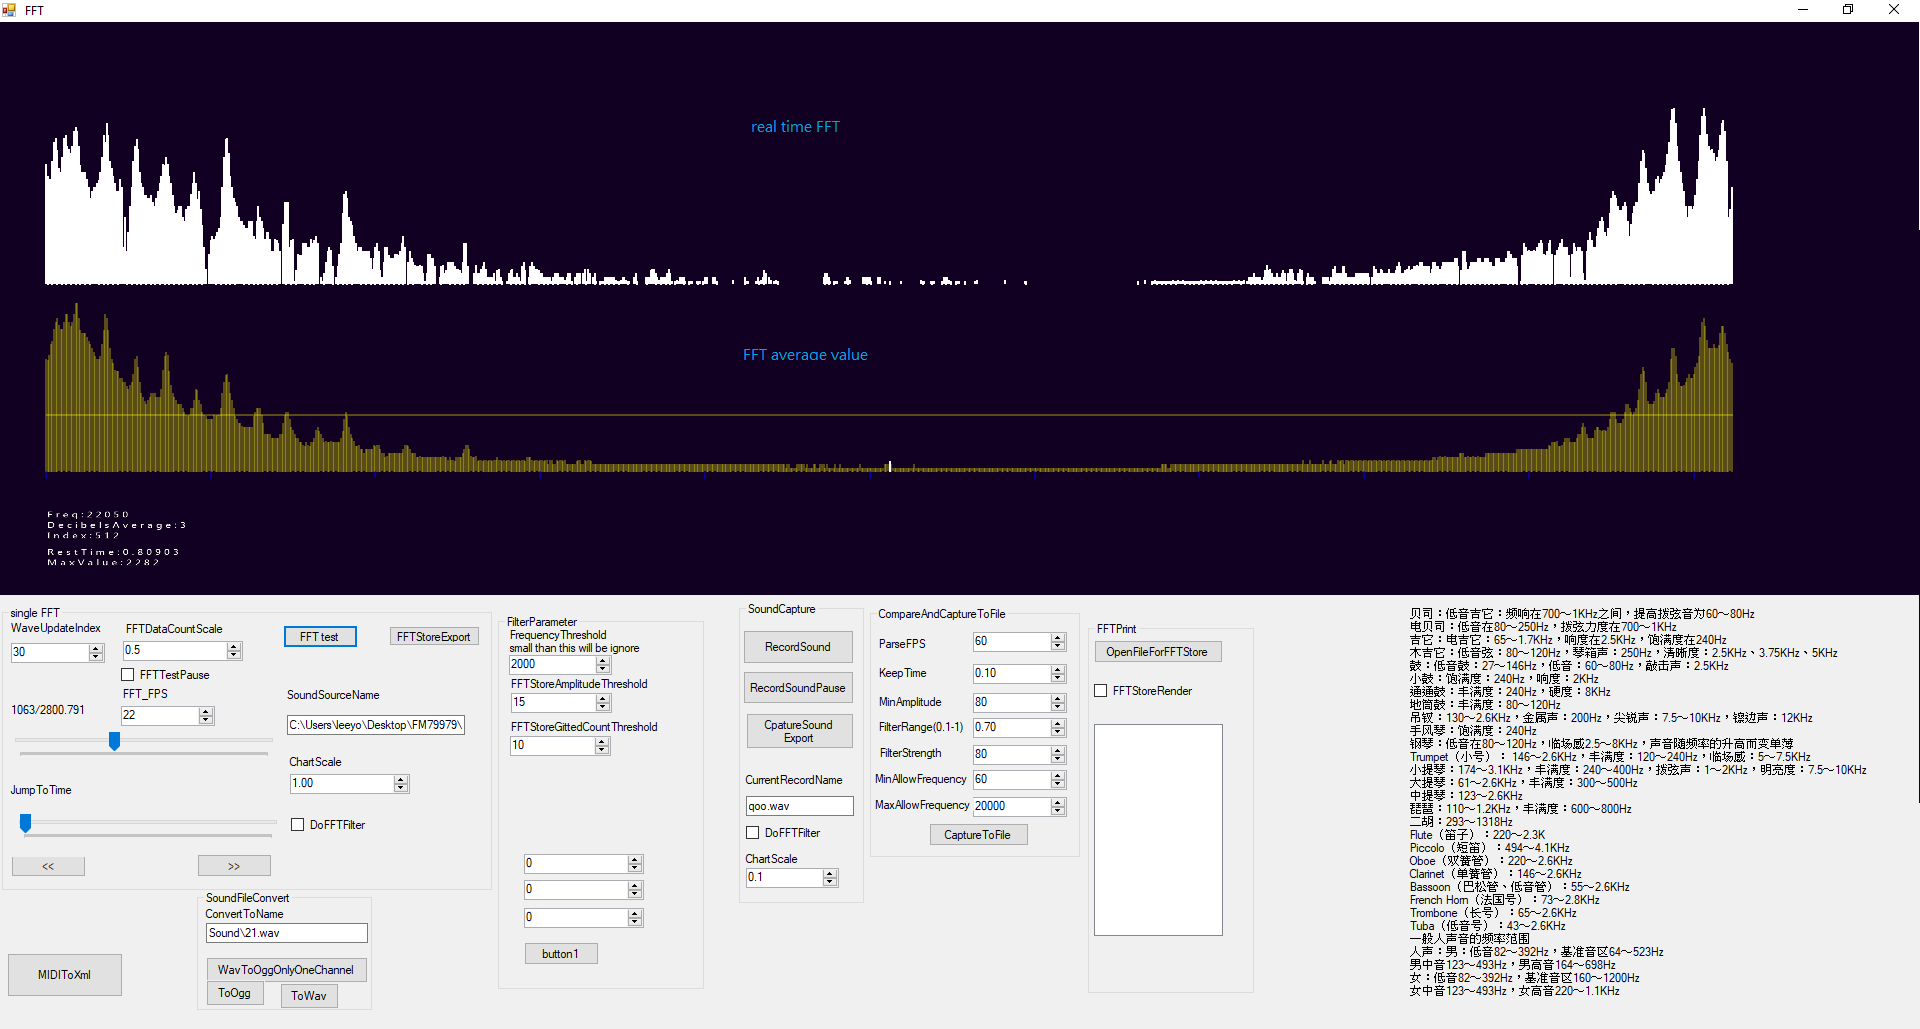 FFT
real time FFT
FFT average value
Freq:22050
DecibelsAverage:3
Index:512
RestTime:0.80903
MaxValue:2282
single FFT
WaveUpdateIndex
30
FFTDataCountScale
0.5
FFT test
FFTStoreExport
FFTTestPause
FFT_FPS
22
1063/2800.791
SoundSourceName
C:\Users\leeyo\Desktop\FM79979\
ChartScale
1.00
JumpToTime
DoFFTFilter
<<
>>
SoundFileConvert
ConvertToName
Sound\21.wav
WavToOggOnlyOneChannel
ToOgg
ToWav
MIDIToXml
FilterParameter
FrequencyThreshold
small than this will be ignore
2000
FFTStoreAmplitudeThreshold
15
FFTStoreGittedCountThreshold
10
0
0
0
button1
SoundCapture
RecordSound
RecordSoundPause
CpatureSound
Export
CurrentRecordName
qoo.wav
DoFFTFilter
ChartScale
0.1
CompareAndCaptureToFile
ParseFPS
60
KeepTime
0.10
MinAmplitude
80
FilterRange(0.1-1)
0.70
FilterStrength
80
MinAllowFrequency
60
MaxAllowFrequency
20000
CaptureToFile
FFTPrint
OpenFileForFFTStore
FFTStoreRender
贝司：低音吉它：频响在700～1KHz之间，提高拨弦音为60～80Hz
电贝司：低音在80～250Hz，拨弦力度在700～1KHz
吉它：电吉它：65～1.7KHz，响度在2.5KHz，饱满度在240Hz
木吉它：低音弦：80～120Hz，琴箱声：250Hz，清晰度：2.5KHz、3.75KHz、5KHz
鼓：低音鼓：27～146Hz，低音：60～80Hz，敲击声：2.5KHz
小鼓：饱满度：240Hz，响度：2KHz
通通鼓：丰满度：240Hz，硬度：8KHz
地筒鼓：丰满度：80～120Hz
吊钗：130～2.6KHz，金属声：200Hz，尖锐声：7.5～10KHz，镲边声：12KHz
手风琴：饱满度：240Hz
钢琴：低音在80～120Hz，临场感2.5～8KHz，声音随频率的升高而变单薄
Trumpet（小号）：146～2.6KHz，丰满度：120～240Hz，临场感：5～7.5KHz
小提琴：174～3.1KHz，丰满度：240～400Hz，拨弦声：1～2KHz，明亮度：7.5～10KHz
大提琴：61～2.6KHz，丰满度：300～500Hz
中提琴：123～2.6KHz
琵琶：110～1.2KHz，丰满度：600～800Hz
二胡：293～1318Hz
Flute（笛子）：220～2.3K
Piccolo（短笛）：494～4.1KHz
Oboe（双簧管）：220～2.6KHz
Clarinet（单簧管）：146～2.6KHz
Bassoon（巴松管、低音管）：55～2.6KHz
French Horn（法国号）：73～2.8KHz
Trombone（长号）：65～2.6KHz
Tuba（低音号）：43～2.6KHz
一般人声音的频率范围
人声：男：低音82～392Hz，基准音区64～523Hz
男中音123～493Hz，男高音164～698Hz
女：低音82～392Hz，基准音区160～1200Hz
女中音123～493Hz，女高音220～1.1KHz